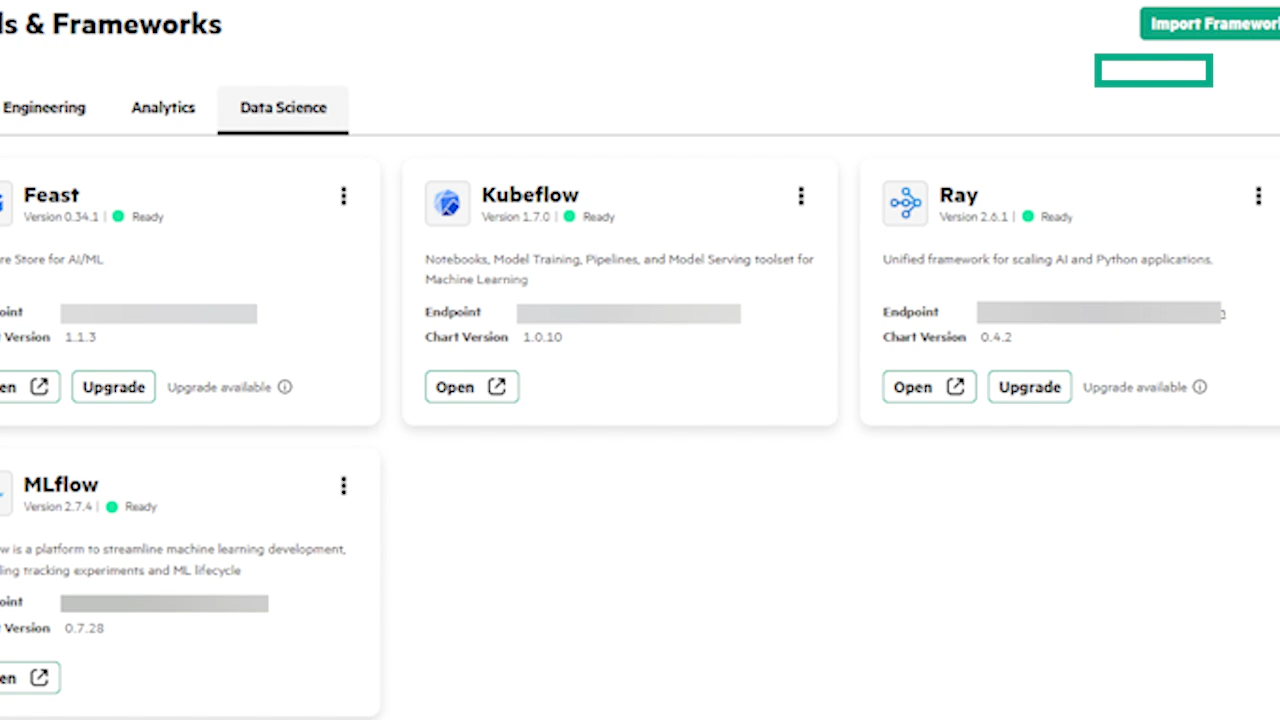 ls & Frameworks
Import Framewor
Engineering
Analytics
Data Science
Feast
Version 0.34.1 | Ready
re Store for AI/ML
oint
Version 1.1.3
en
Upgrade
Upgrade available
Kubeflow
Version 1.7.0 | Ready
Notebooks, Model Training, Pipelines, and Model Serving toolset for
Machine Learning
Endpoint
Chart Version 1.0.10
Open
Ray
Version 2.6.1 | Ready
Unified framework for scaling AI and Python applications.
Endpoint
Chart Version 0.4.2
Open
Upgrade
Upgrade available
MLflow
Version 2.7.4 | Ready
w is a platform to streamline machine learning development,
ling tracking experiments and ML lifecycle
oint
Version 0.7.28
en